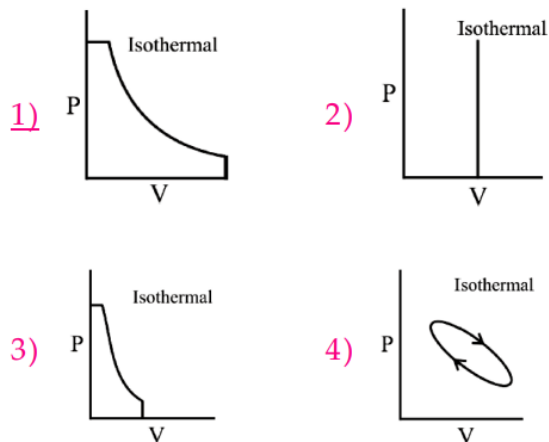 1)
P
Isothermal
V
2)
P
Isothermal
V
3)
P
Isothermal
V
4)
P
Isothermal
V